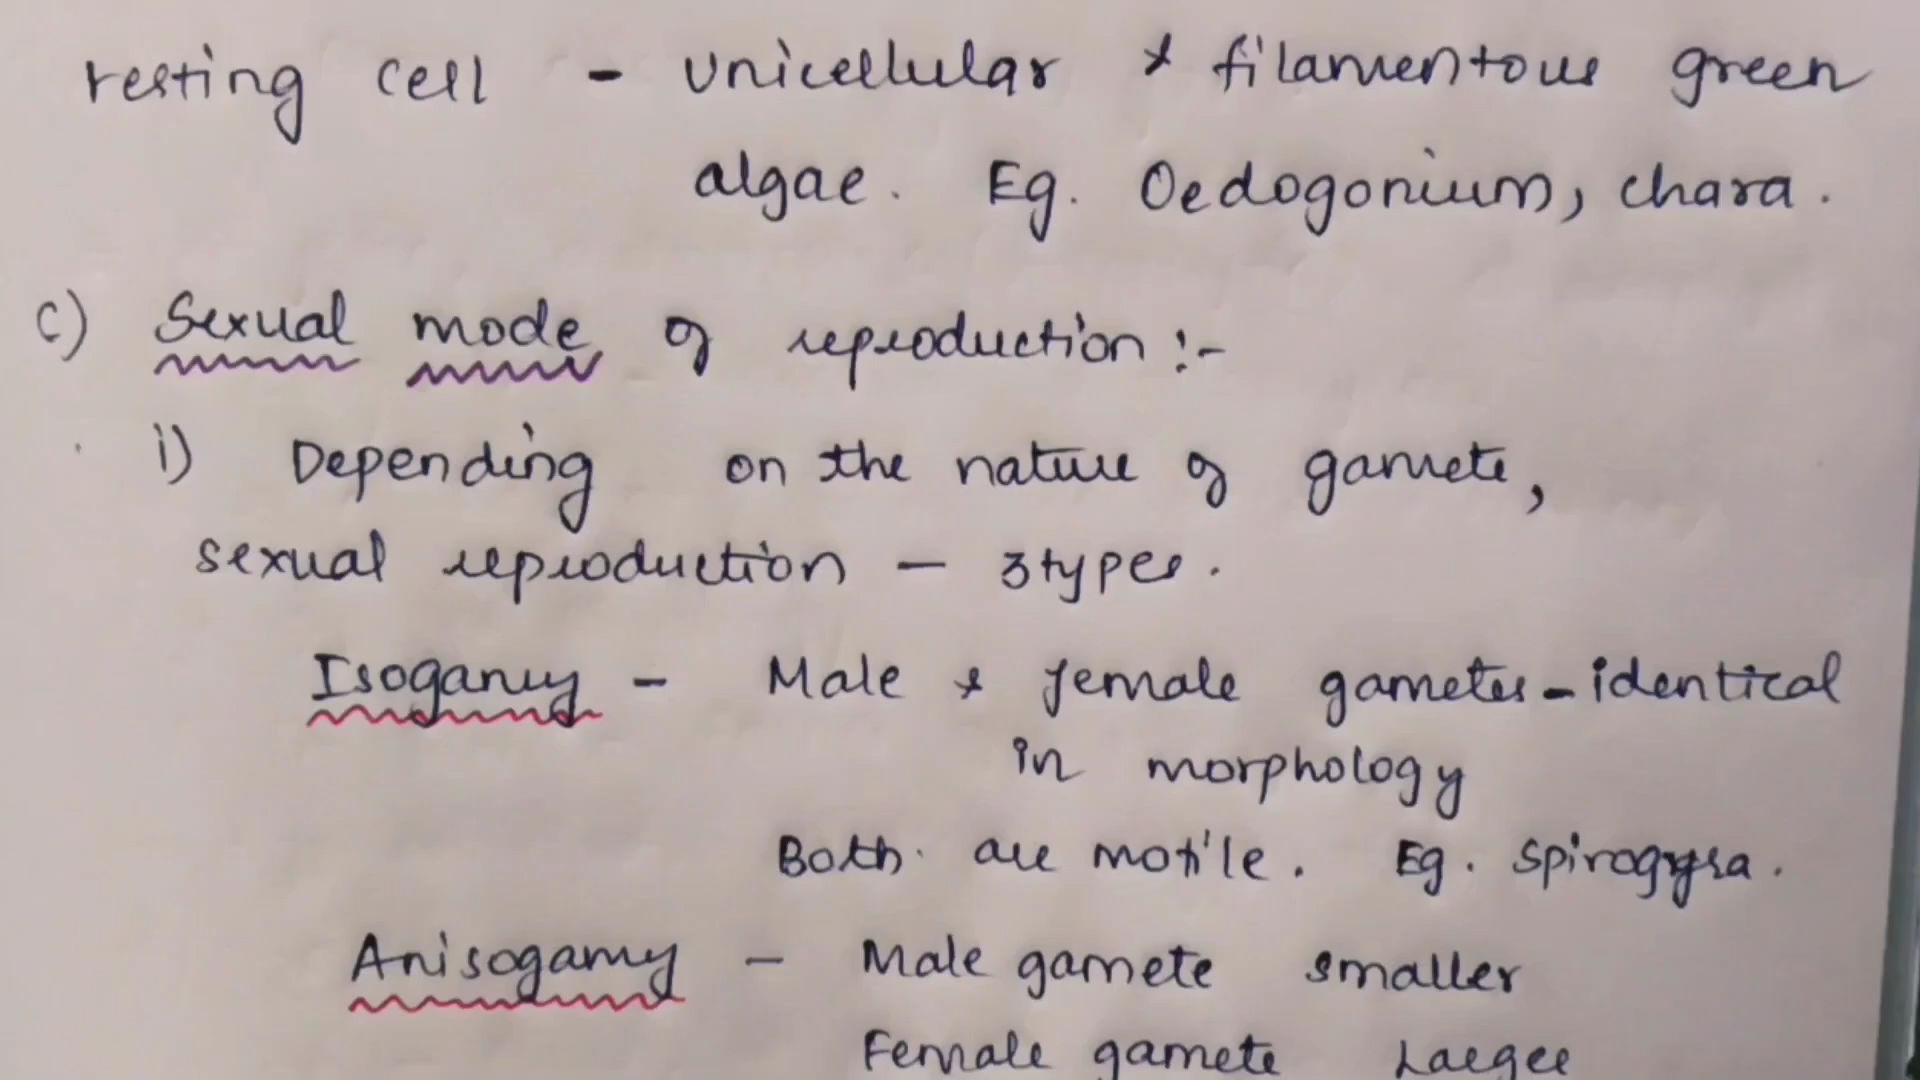 resting cell - unicellular & filamentous green
algae. Eg. Oedogonium, chara.
c) Sexual mode of reproduction :-
i) Depending on the nature of gamete,
sexual reproduction - 3 types.
Isogamy - Male & female gametes - identical
in morphology
Both are motile. Eg. Spirogyra.
Anisogamy - Male gamete smaller
Female gamete Larger